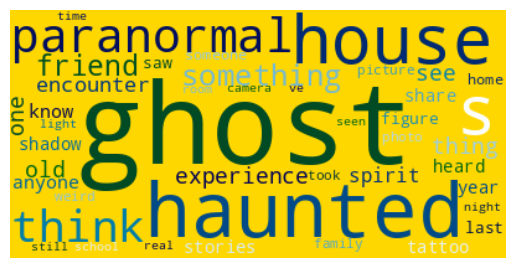 time
paranormal
house
someone
friend
saw
something
picture
see
home
encounter
room
camera
ve
share
ghost
s
one
know
light
seen
figure
photo
shadow
thing
old
experience
took
spirit
heard
anyone
weird
haunted
year
night
think
last
still
school
real
stories
family
tattoo